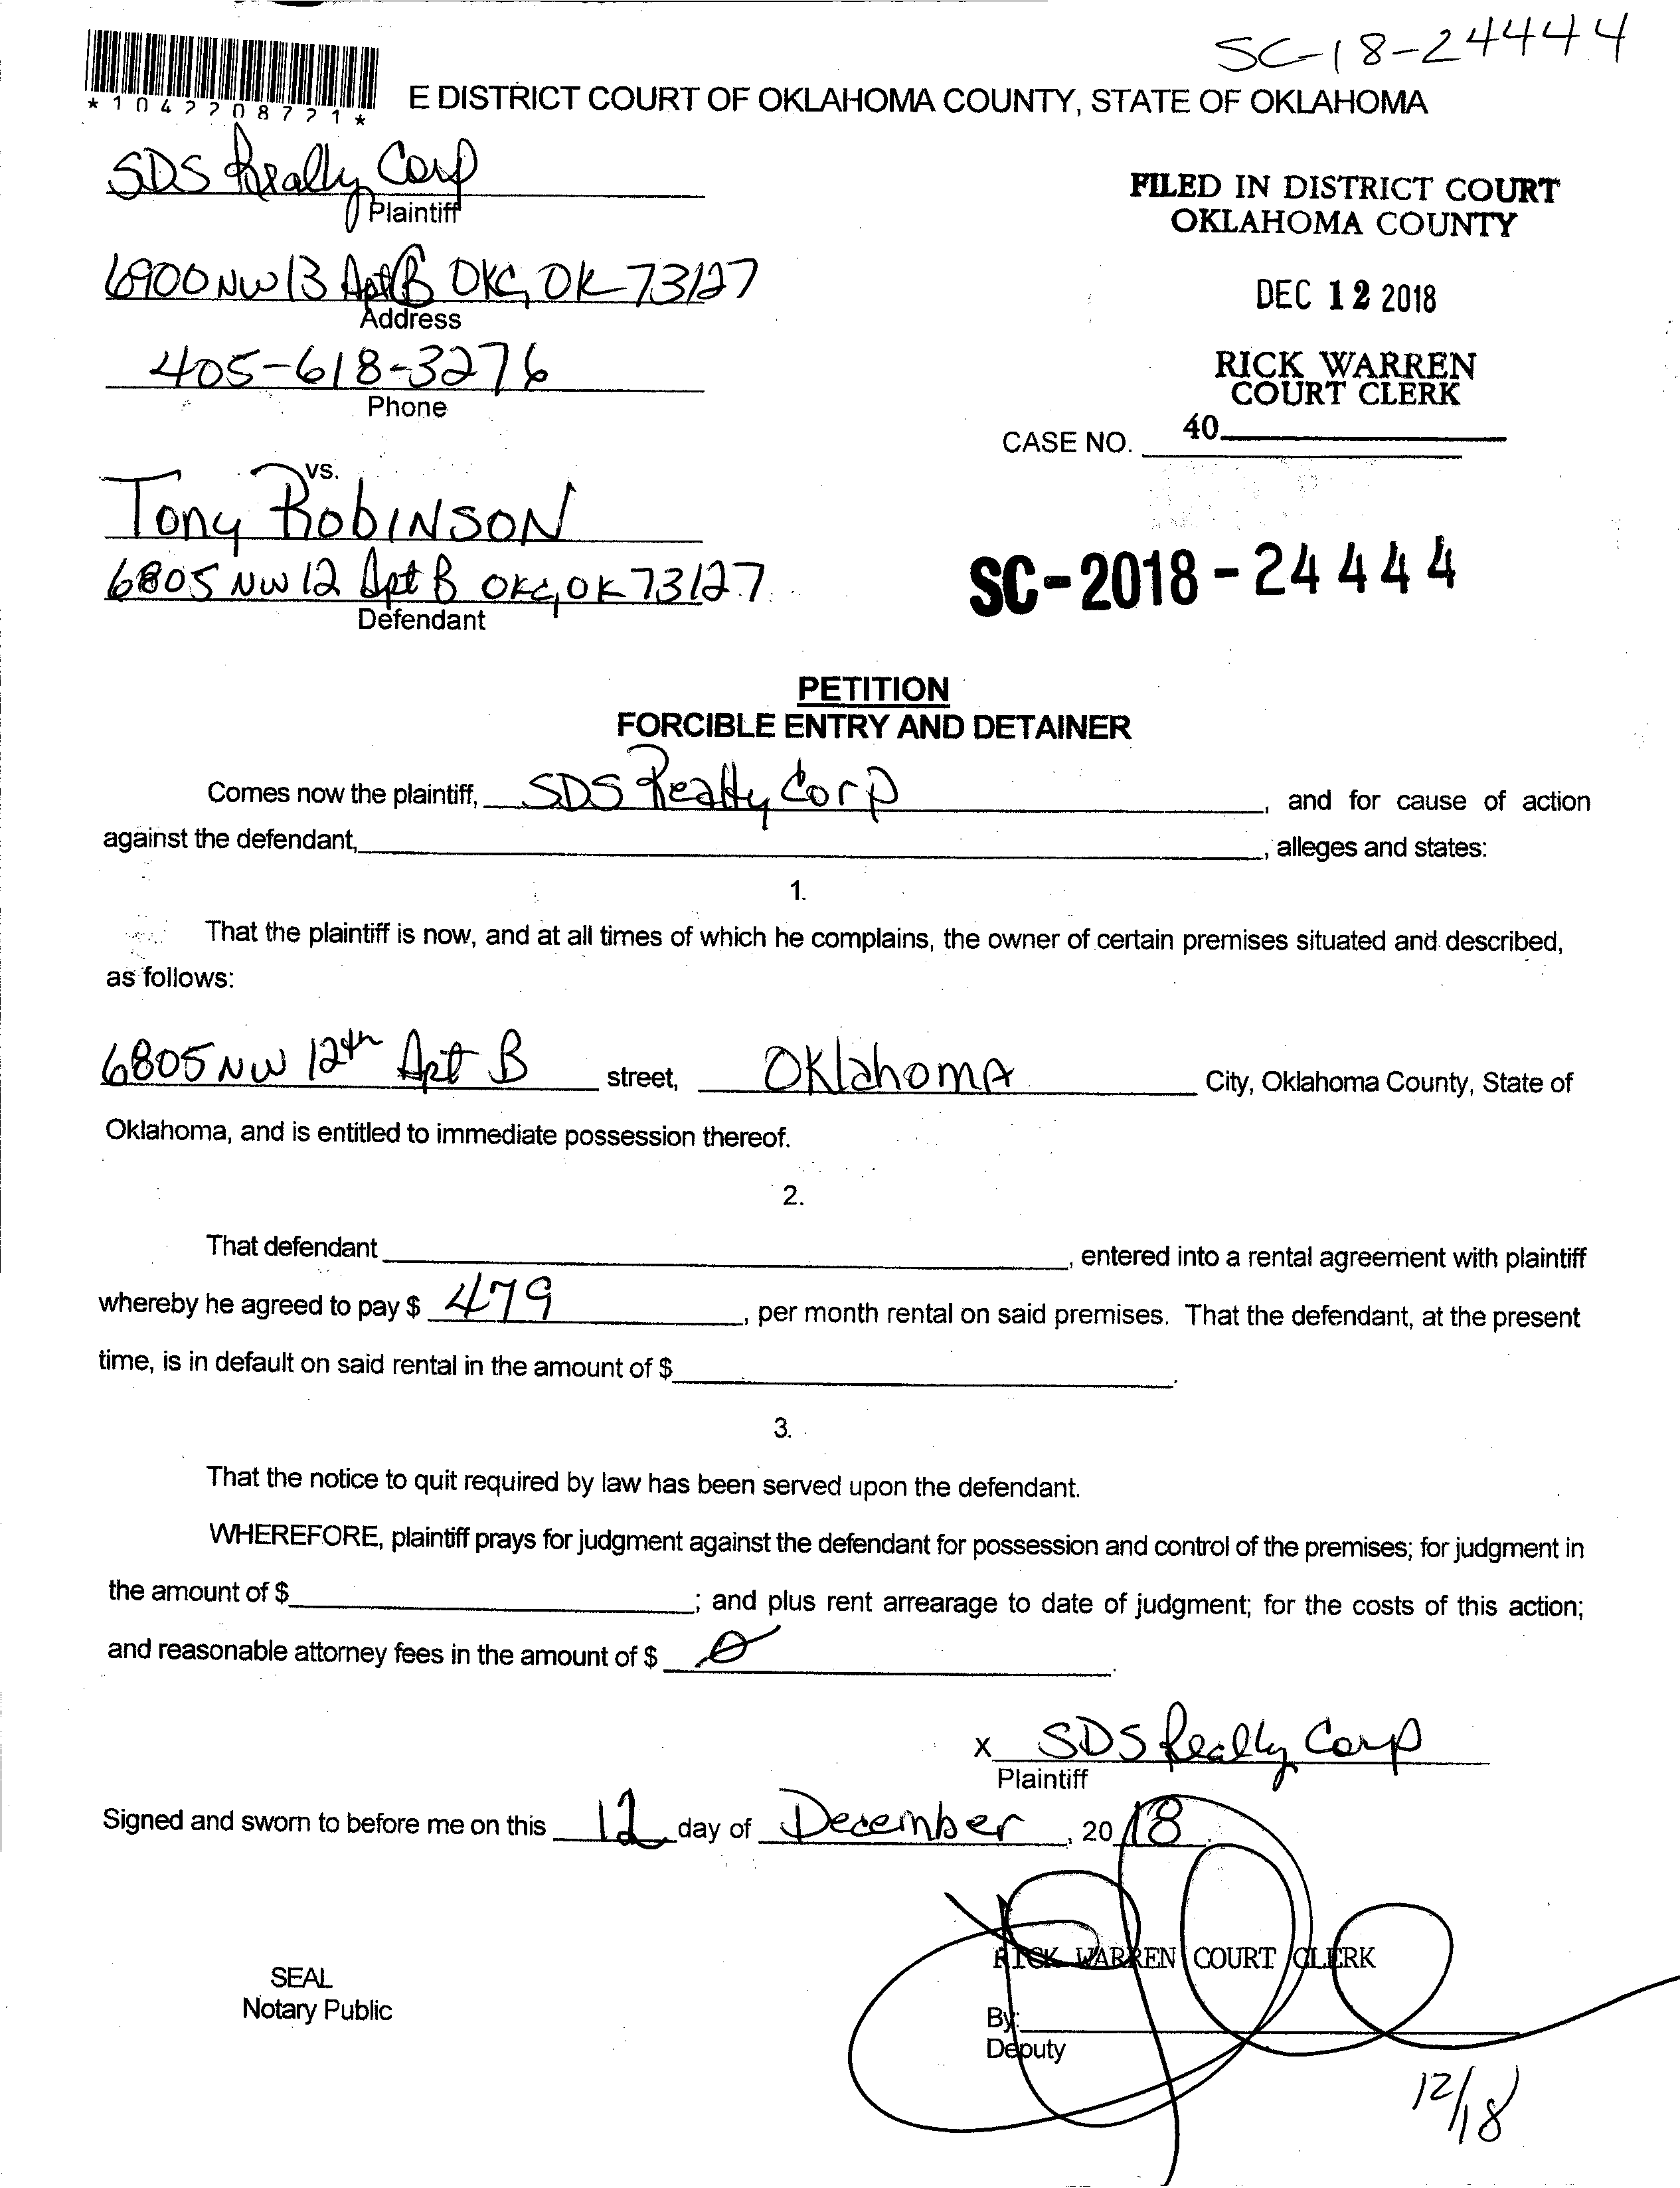 SC-18-24444
*1042208721*
E DISTRICT COURT OF OKLAHOMA COUNTY, STATE OF OKLAHOMA
SDS Realty Corp
Plaintiff
FILED IN DISTRICT COURT
OKLAHOMA COUNTY
6900 NW 13 Apt B OKC, OK 73127
Address
DEC 12 2018
405-618-3276
Phone
RICK WARREN
COURT CLERK
CASE NO. 40
vs.
Tony Robinson
6805 NW 12 Apt B OKC, OK 73127
Defendant
SC-2018-24444
PETITION
FORCIBLE ENTRY AND DETAINER
Comes now the plaintiff, SDS Realty Corp, and for cause of action
against the defendant, , alleges and states:
1.
That the plaintiff is now, and at all times of which he complains, the owner of certain premises situated and described,
as follows:
6805 NW 12th Apt B street, Oklahoma City, Oklahoma County, State of
Oklahoma, and is entitled to immediate possession thereof.
2.
That defendant , entered into a rental agreement with plaintiff
whereby he agreed to pay $ 479, per month rental on said premises. That the defendant, at the present
time, is in default on said rental in the amount of $ .
3.
That the notice to quit required by law has been served upon the defendant.
WHEREFORE, plaintiff prays for judgment against the defendant for possession and control of the premises; for judgment in
the amount of $ ; and plus rent arrearage to date of judgment; for the costs of this action;
and reasonable attorney fees in the amount of $ 0.
x SDS Realty Corp
Plaintiff
Signed and sworn to before me on this 12 day of December, 2018.
RICK WARREN COURT CLERK
SEAL
Notary Public
By:
Deputy
12/18